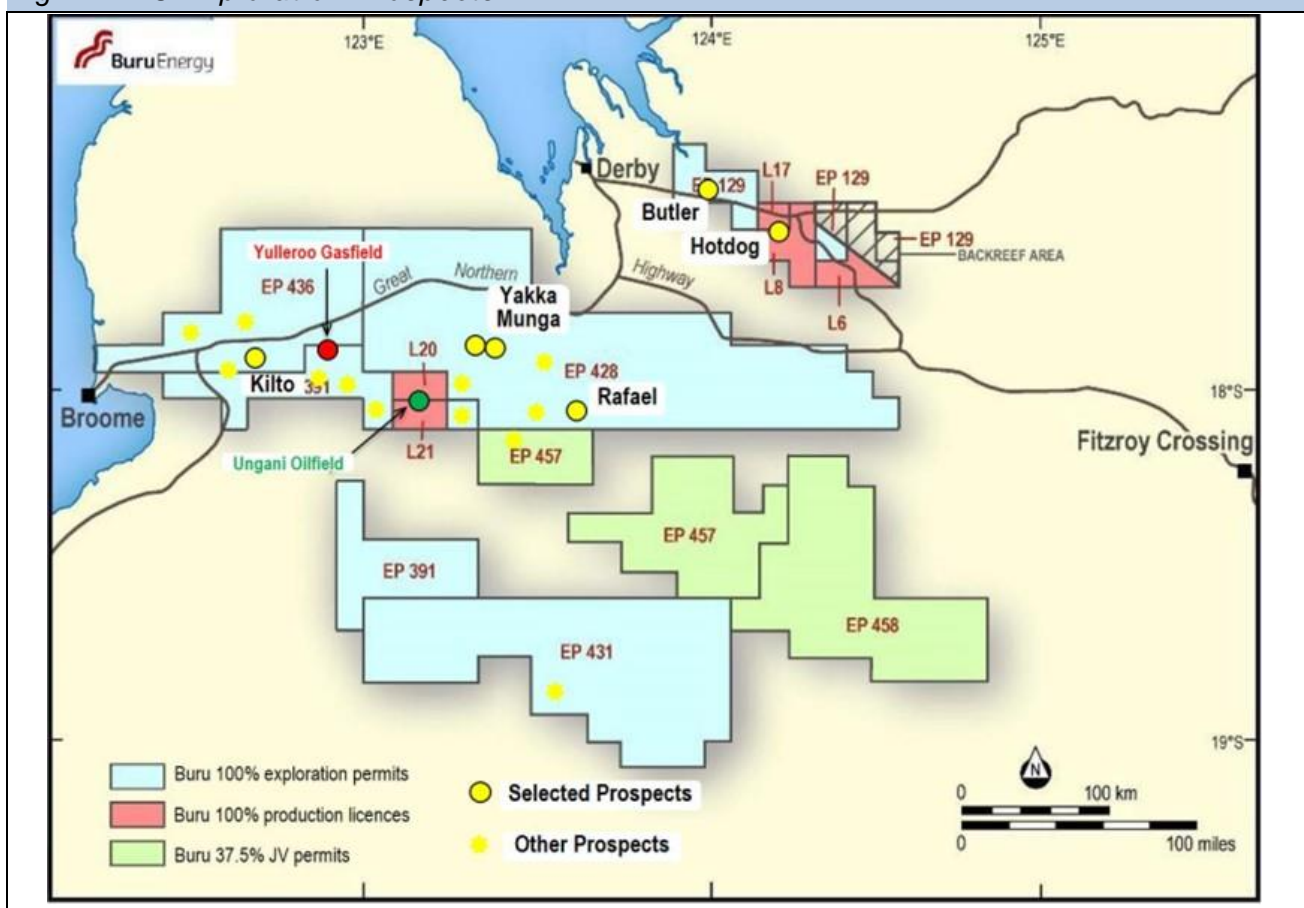 BuruEnergy
123°E
124°E
125°E
Derby
EP 129
L17
EP 129
Butler
Hotdog
EP 129
BACKREEF AREA
L8
L6
Yulleroo Gasfield
EP 436
Great Northern Highway
Yakka
Munga
L20
EP 428
Kilto
391
Rafael
18°S
Broome
Ungani Oilfield
L21
EP 457
Fitzroy Crossing
EP 457
EP 391
EP 458
EP 431
19°S
Buru 100% exploration permits
Buru 100% production licences
Buru 37.5% JV permits
Selected Prospects
Other Prospects
N
0 100 km
0 100 miles